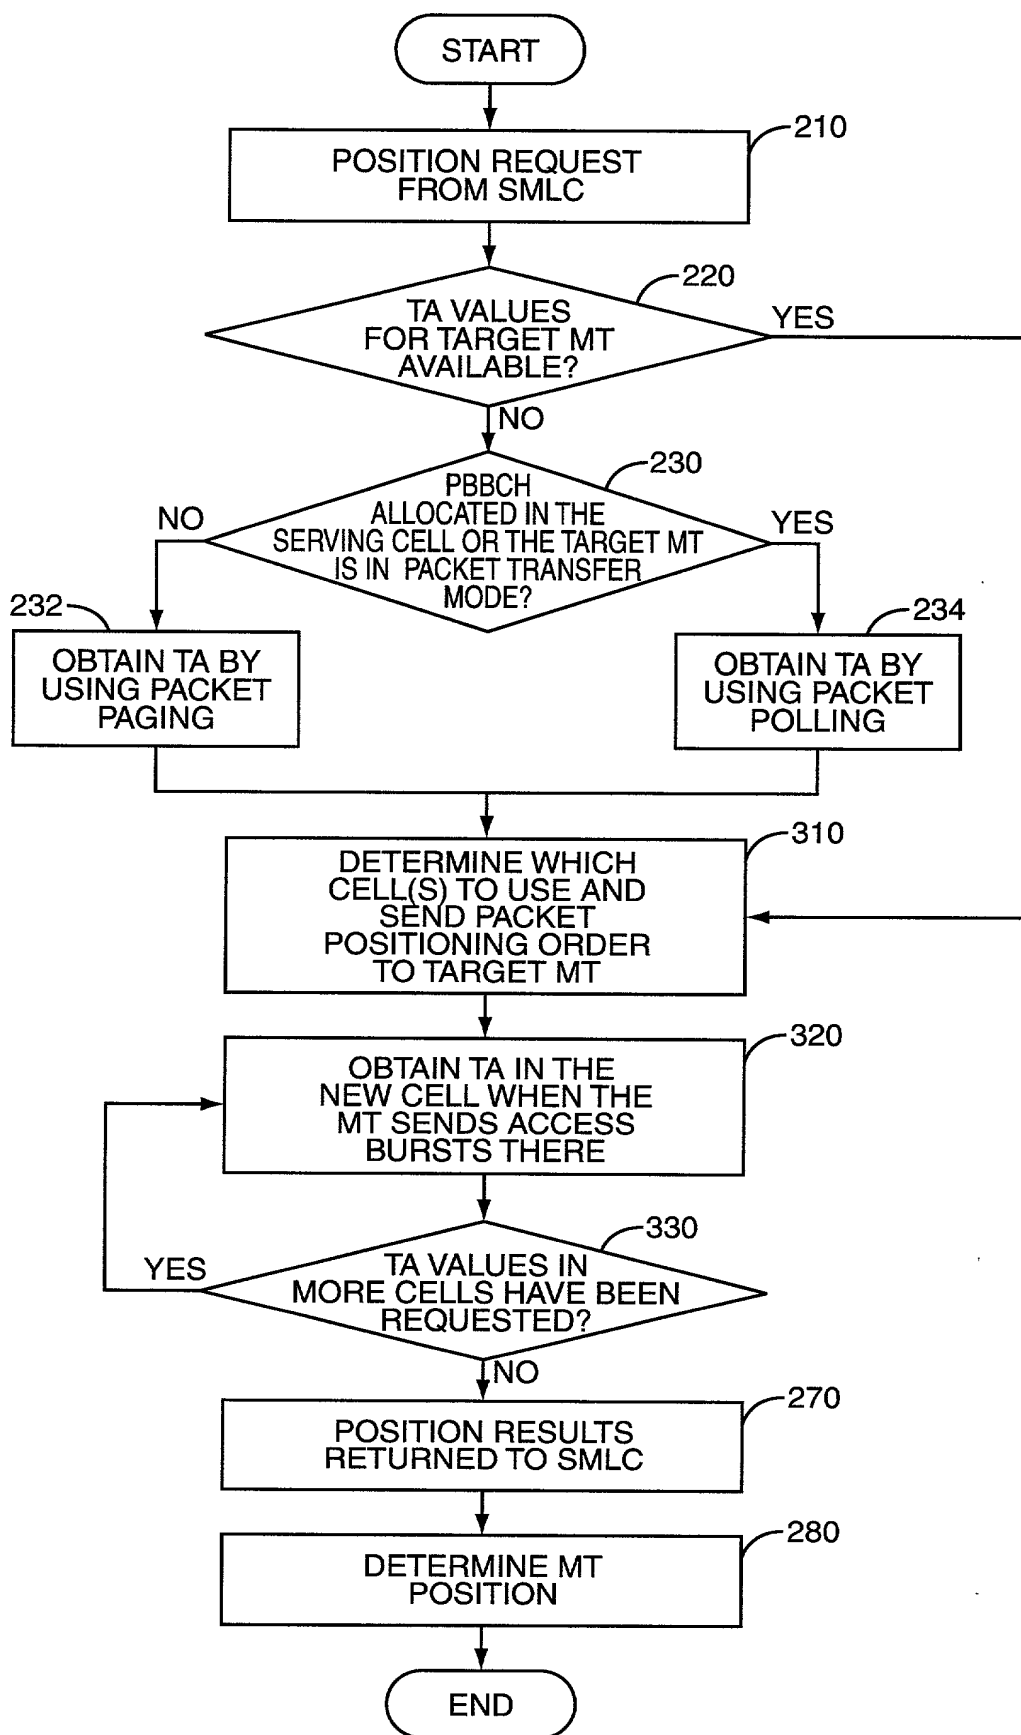 START
210
POSITION REQUEST
FROM SMLC
220
TA VALUES
FOR TARGET MT
AVAILABLE?
YES
NO
230
PBBCH
ALLOCATED IN THE
SERVING CELL OR THE TARGET MT
IS IN PACKET TRANSFER
MODE?
NO
YES
232
OBTAIN TA BY
USING PACKET
PAGING
234
OBTAIN TA BY
USING PACKET
POLLING
310
DETERMINE WHICH
CELL(S) TO USE AND
SEND PACKET
POSITIONING ORDER
TO TARGET MT
320
OBTAIN TA IN THE
NEW CELL WHEN THE
MT SENDS ACCESS
BURSTS THERE
330
TA VALUES IN
MORE CELLS HAVE BEEN
REQUESTED?
YES
NO
270
POSITION RESULTS
RETURNED TO SMLC
280
DETERMINE MT
POSITION
END